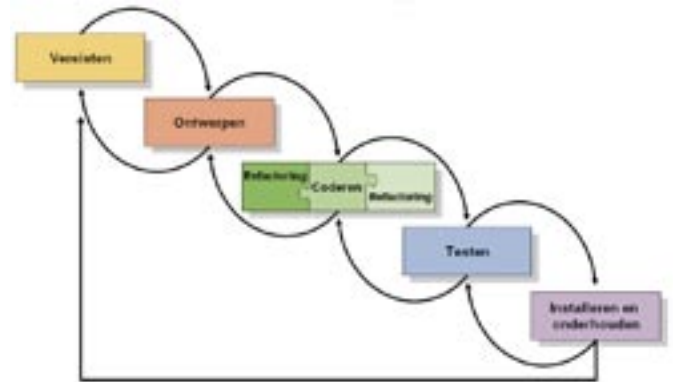 Vereisten
Ontwerpen
Refactoring
Coderen
Refactoring
Testen
Installeren en
onderhouden